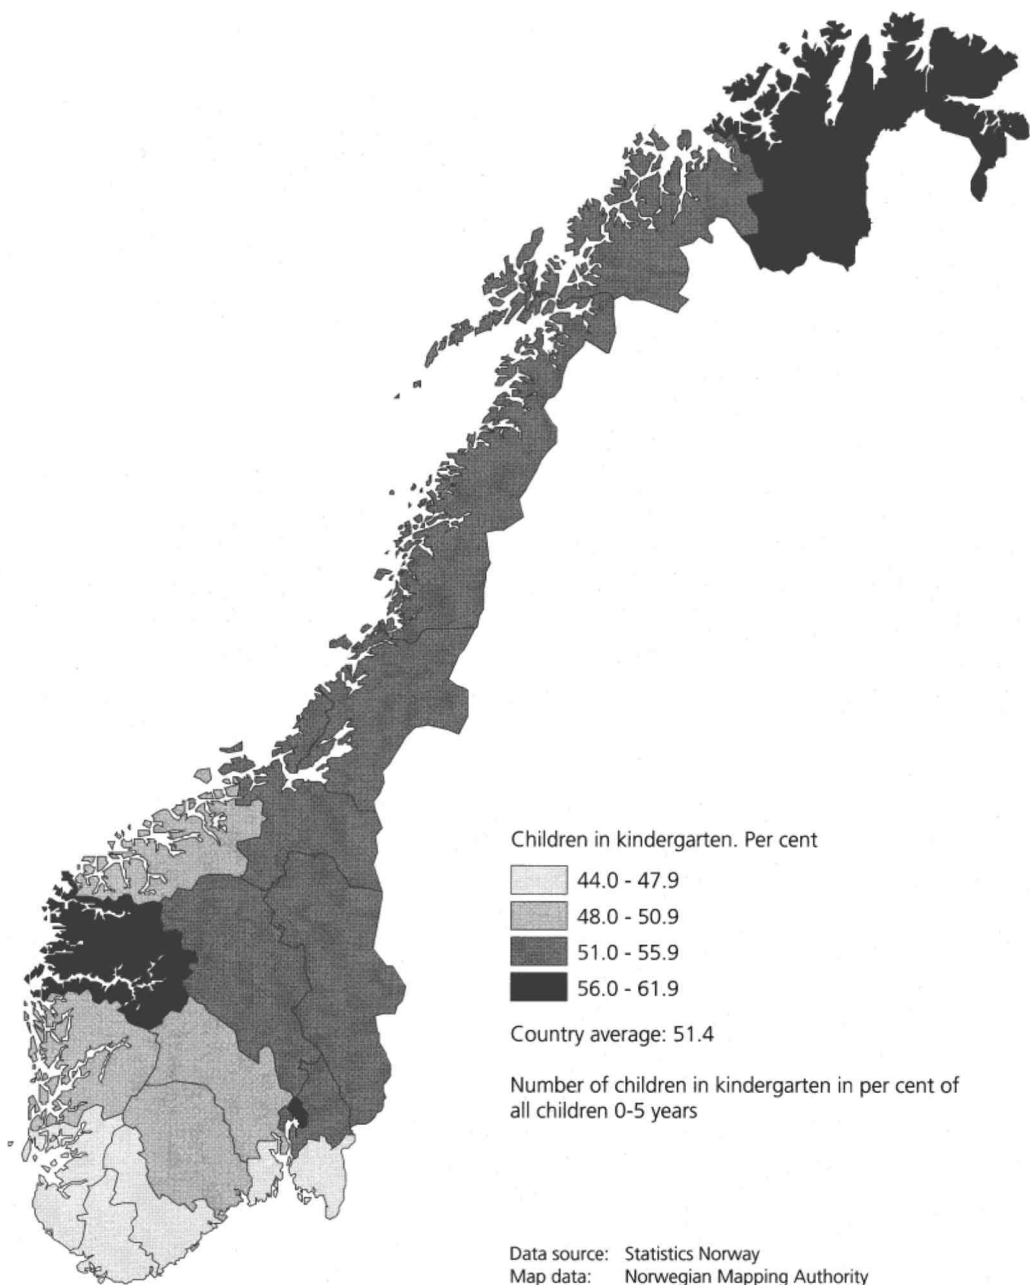 Children in kindergarten. Per cent
44.0 - 47.9
48.0 - 50.9
51.0 - 55.9
56.0 - 61.9
Country average: 51.4
Number of children in kindergarten in per cent of
all children 0-5 years
Data source: Statistics Norway
Map data: Norwegian Mapping Authority